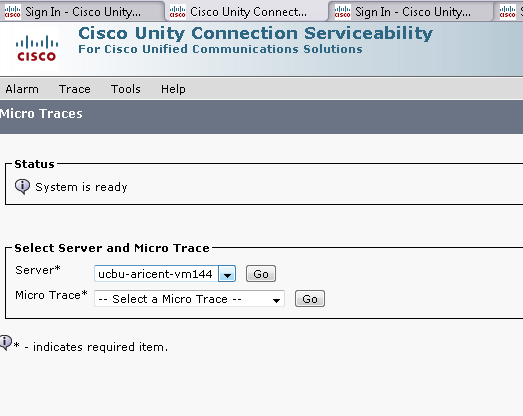 Sign In - Cisco Unity... Cisco Unity Connect... Sign In - Cisco Unity...
CISCO
Cisco Unity Connection Serviceability
For Cisco Unified Communications Solutions
Alarm Trace Tools Help
Micro Traces
Status
System is ready
Select Server and Micro Trace
Server* ucbu-aricent-vm144 Go
Micro Trace* -- Select a Micro Trace -- Go
* - indicates required item.